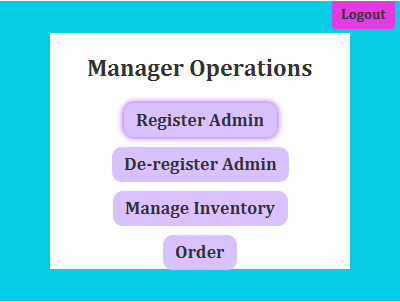 Logout
Manager Operations
Register Admin
De-register Admin
Manage Inventory
Order